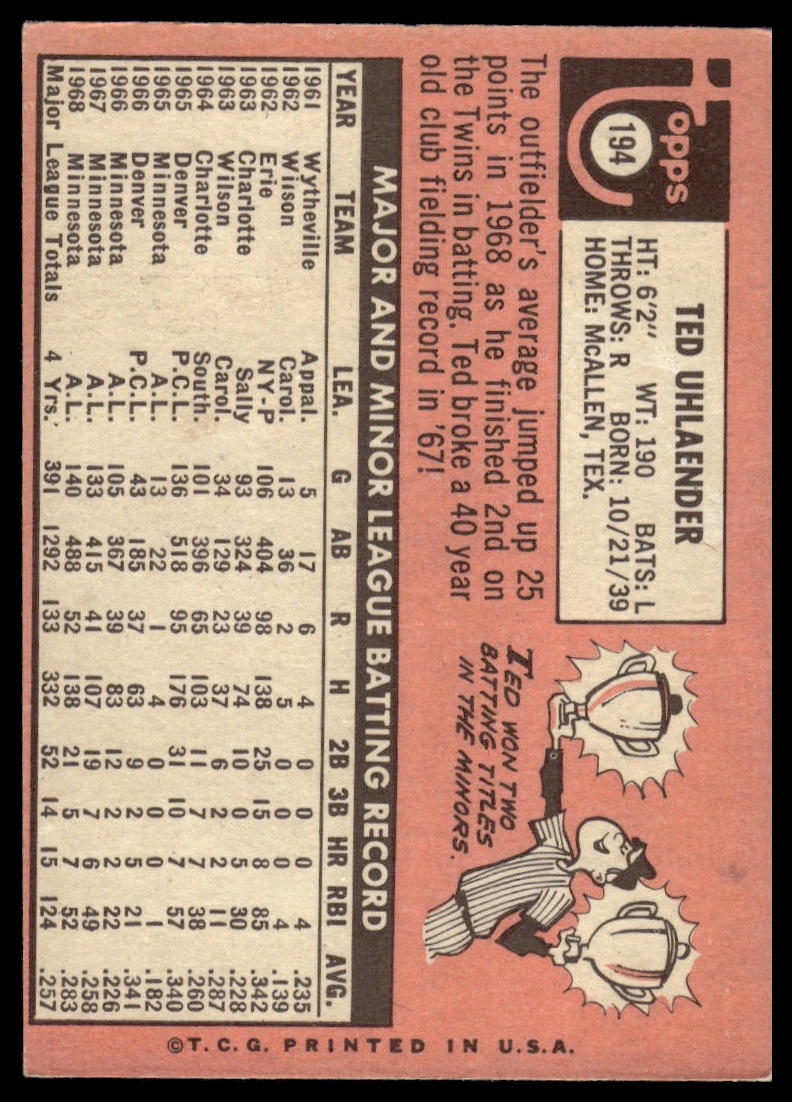 Topps
194
TED UHLAENDER
HT: 6'2" WT: 190 BATS: L
THROWS: R BORN: 10/21/39
HOME: McALLEN, TEX.
The outfielder's average jumped up 25
points in 1968 as he finished 2nd on
the Twins in batting. Ted broke a 40 year
old club fielding record in '67!
TED WON TWO
BATTING TITLES
IN THE MINORS.
MAJOR AND MINOR LEAGUE BATTING RECORD
YEAR TEAM LEA. G AB R H 2B 3B HR RBI AVG.
1961 Wytheville Appal. 5 17 6 4 0 0 0 4 .235
1962 Wilson Carol. 13 36 2 5 0 0 0 4 .139
1962 Erie NY-P 106 404 98 138 25 15 8 85 .342
1963 Charlotte Sally 93 324 39 74 10 0 5 30 .228
1963 Wilson Carol. 34 129 23 37 6 2 2 11 .287
1964 Charlotte South. 101 396 65 103 11 7 7 38 .260
1965 Denver P.C.L. 136 518 95 176 31 10 7 57 .340
1965 Minnesota A.L. 13 22 1 4 0 0 0 1 .182
1966 Denver P.C.L. 43 185 37 63 9 2 5 21 .341
1966 Minnesota A.L. 105 367 39 83 12 2 2 22 .226
1967 Minnesota A.L. 133 415 41 107 19 7 6 49 .258
1968 Minnesota A.L. 140 488 52 138 21 5 7 52 .283
Major League Totals 4 Yrs. 391 1292 133 332 52 14 15 124 .257
©T.C.G. PRINTED IN U.S.A.